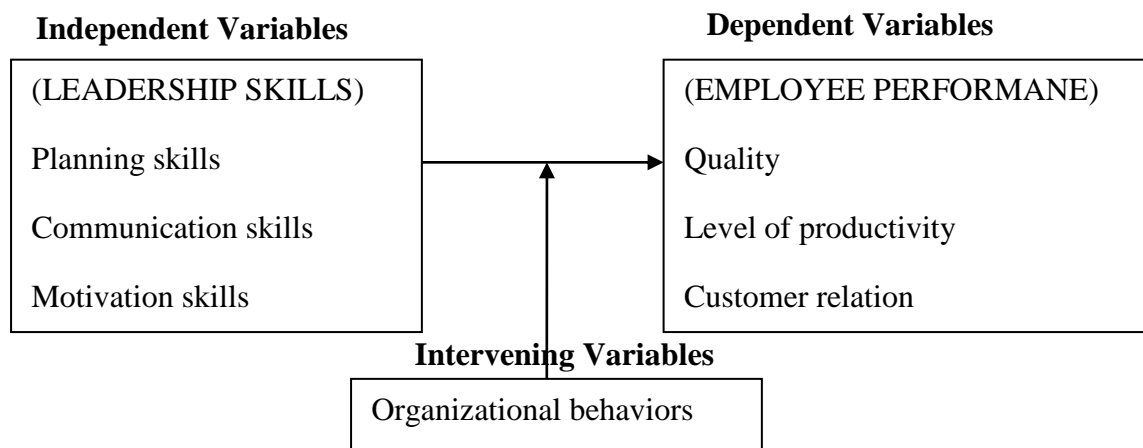 Independent Variables
(LEADERSHIP SKILLS)
Planning skills
Communication skills
Motivation skills
Dependent Variables
(EMPLOYEE PERFORMANE)
Quality
Level of productivity
Customer relation
Intervening Variables
Organizational behaviors